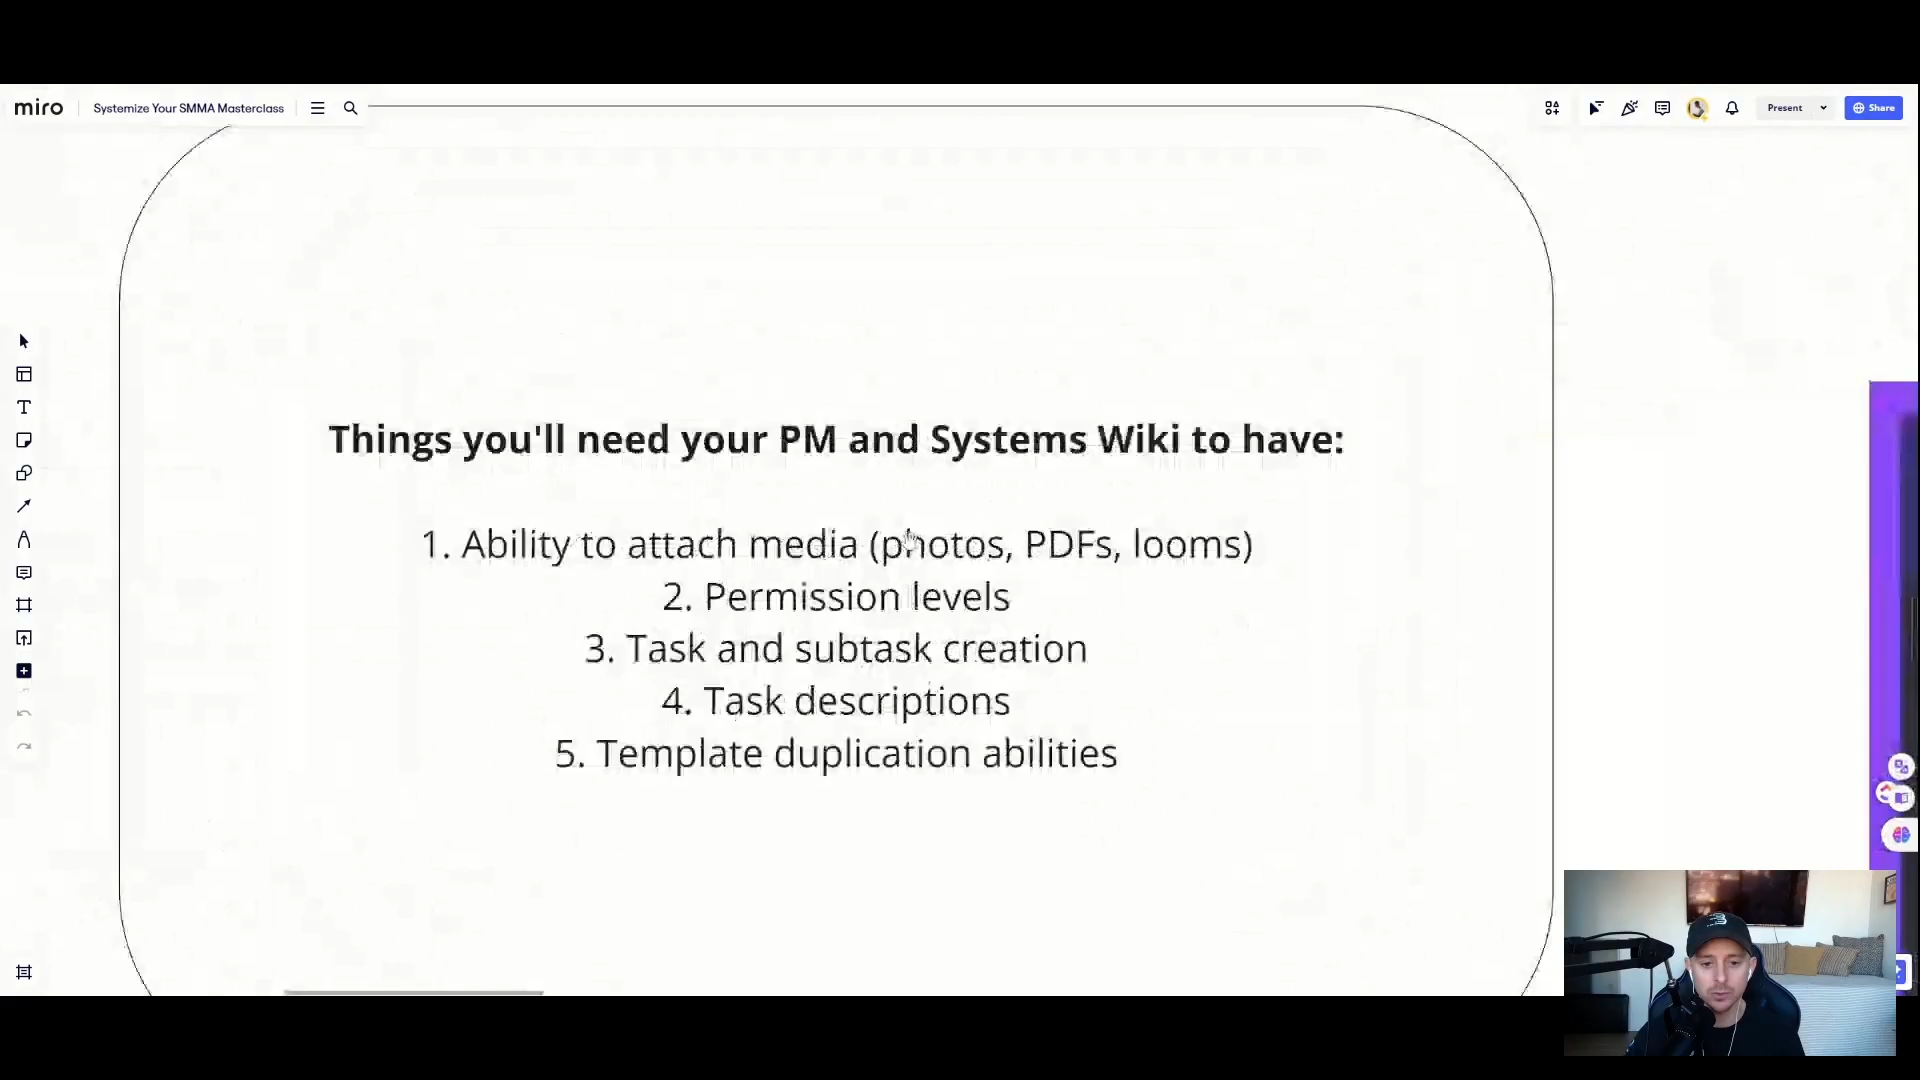 miro
Systemize Your SMMA Masterclass
Present
Share
Things you'll need your PM and Systems Wiki to have:
1. Ability to attach media (photos, PDFs, looms)
2. Permission levels
3. Task and subtask creation
4. Task descriptions
5. Template duplication abilities